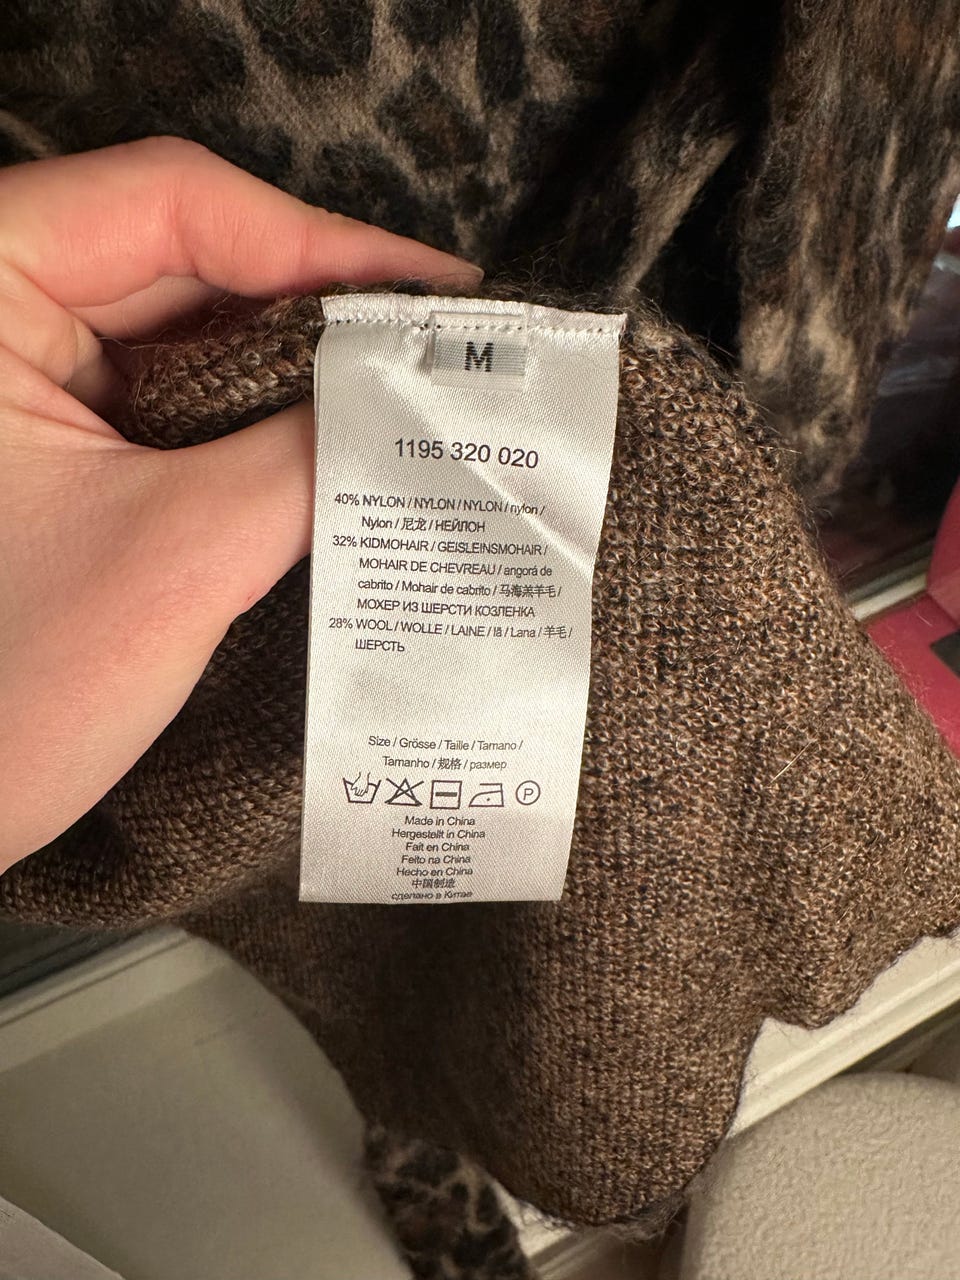 M
1195 320 020
40% NYLON / NYLON / NYLON / nylon /
Nylon / 尼龙 / НЕЙЛОН
32% KIDMOHAIR / GEISLEINSMOHAIR /
MOHAIR DE CHEVREAU / angorá de
cabrito / Mohair de cabrito / 马海羔羊毛 /
МОХЕР ИЗ ШЕРСТИ КОЗЛЕНКА
28% WOOL / WOLLE / LAINE / lã / Lana / 羊毛 /
ШЕРСТЬ
Size / Grösse / Taille / Tamano /
Tamanho / 规格 / размер
P
Made in China
Hergestellt in China
Fait en China
Feito na China
Hecho en China
中国制造
сделано в Китае